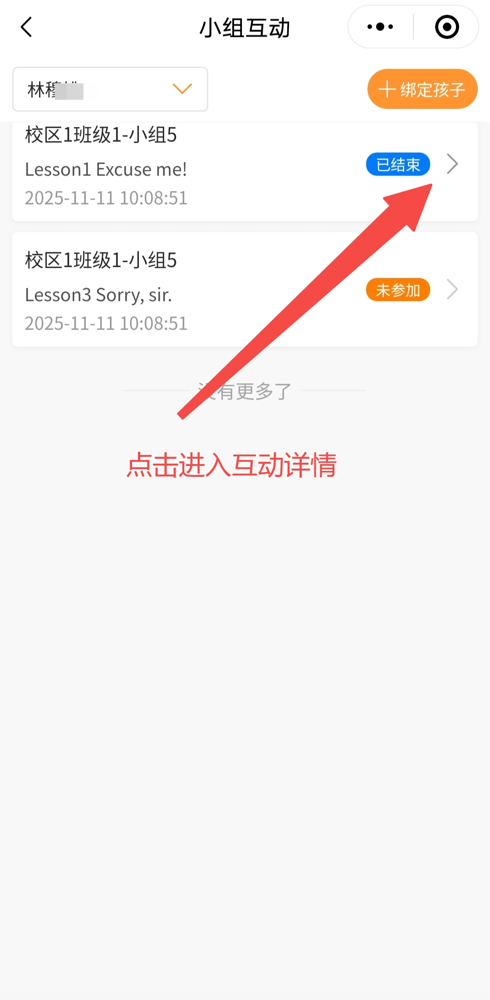 小组互动
林穆
绑定孩子
校区1班级1-小组5
Lesson1 Excuse me!
已结束
2025-11-11 10:08:51
校区1班级1-小组5
Lesson3 Sorry, sir.
未参加
2025-11-11 10:08:51
没有更多了
点击进入互动详情